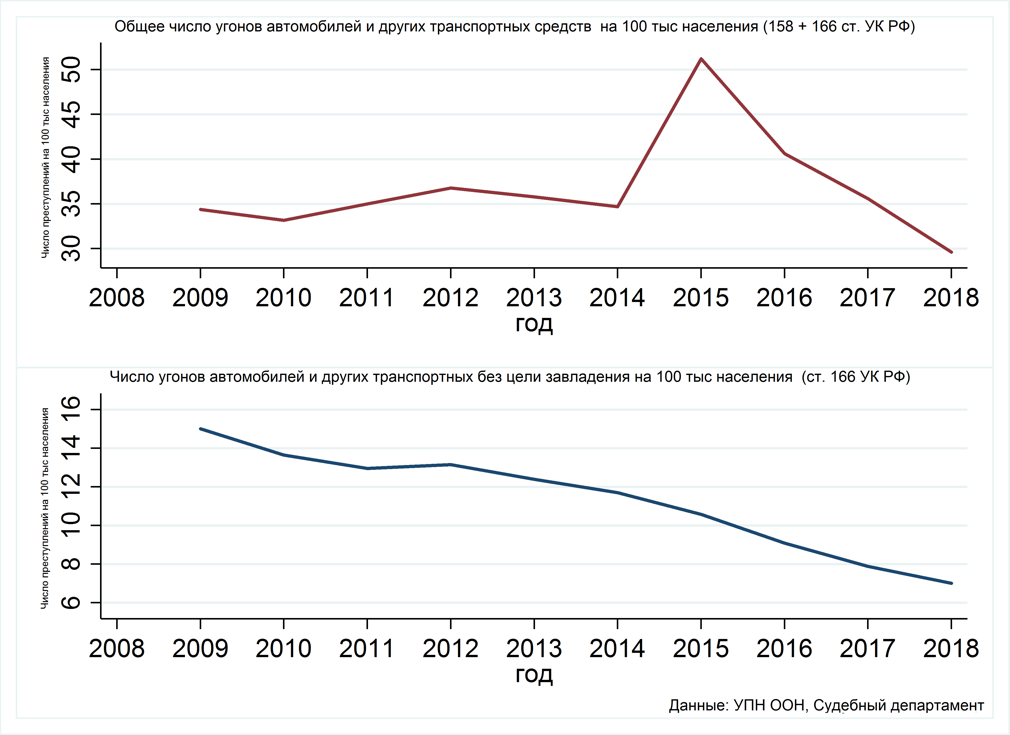 Общее число угонов автомобилей и других транспортных средств на 100 тыс населения (158 + 166 ст. УК РФ)
Число преступлений на 100 тыс населения
50
45
40
35
30
2008 2009 2010 2011 2012 2013 2014 2015 2016 2017 2018
год
Число угонов автомобилей и других транспортных без цели завладения на 100 тыс населения (ст. 166 УК РФ)
Число преступлений на 100 тыс населения
16
14
12
10
8
6
2008 2009 2010 2011 2012 2013 2014 2015 2016 2017 2018
год
Данные: УПН ООН, Судебный департамент